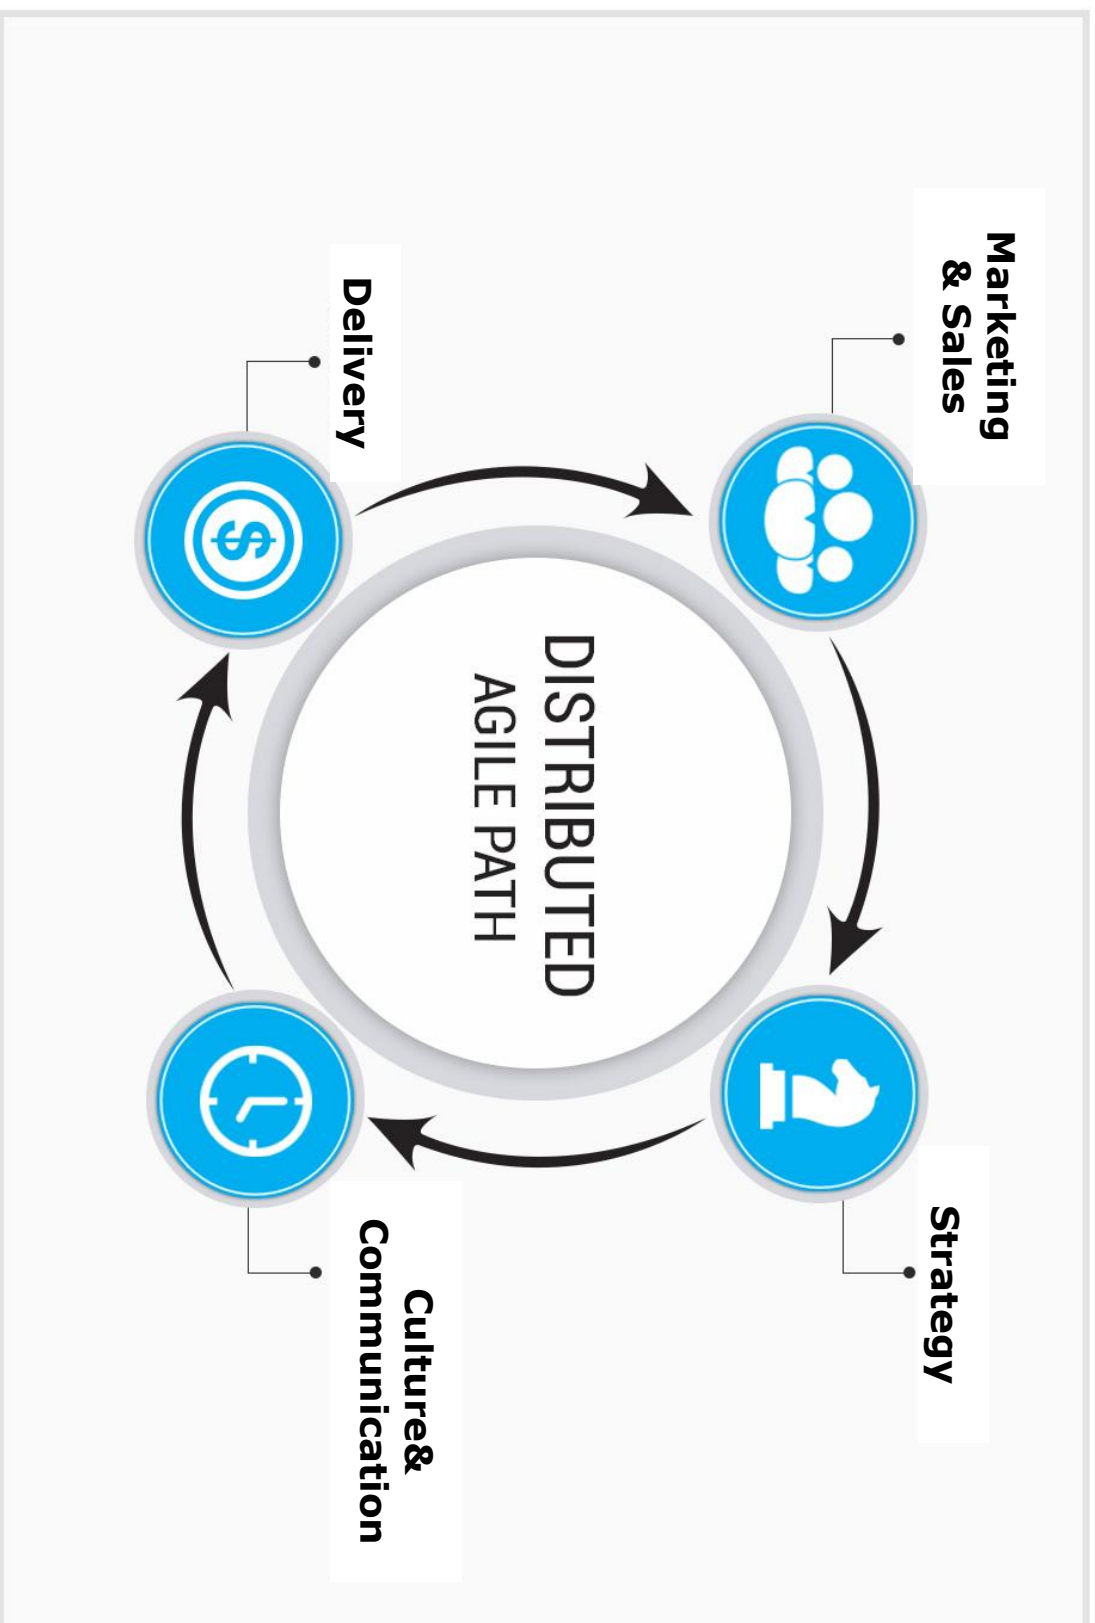 Marketing
& Sales
Strategy
DISTRIBUTED
AGILE PATH
Delivery
Culture&
Communication
$